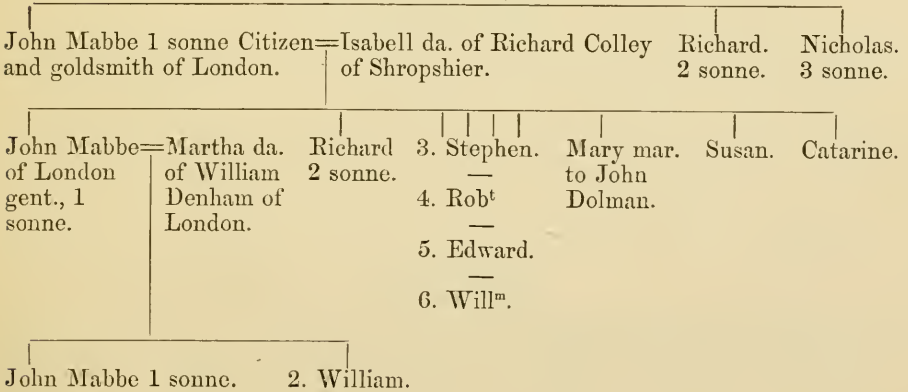 John Mabbe 1 sonne Citizen=Isabell da. of Richard Colley Richard. Nicholas.
and goldsmith of London. of Shropshier. 2 sonne. 3 sonne.
John Mabbe=Martha da. Richard 3. Stephen. Mary mar. Susan. Catarine.
of London of William 2 sonne. to John
gent., 1 Denham of 4. Robᵗ Dolman.
sonne. London.
5. Edward.
6. Willᵐ.
John Mabbe 1 sonne. 2. William.